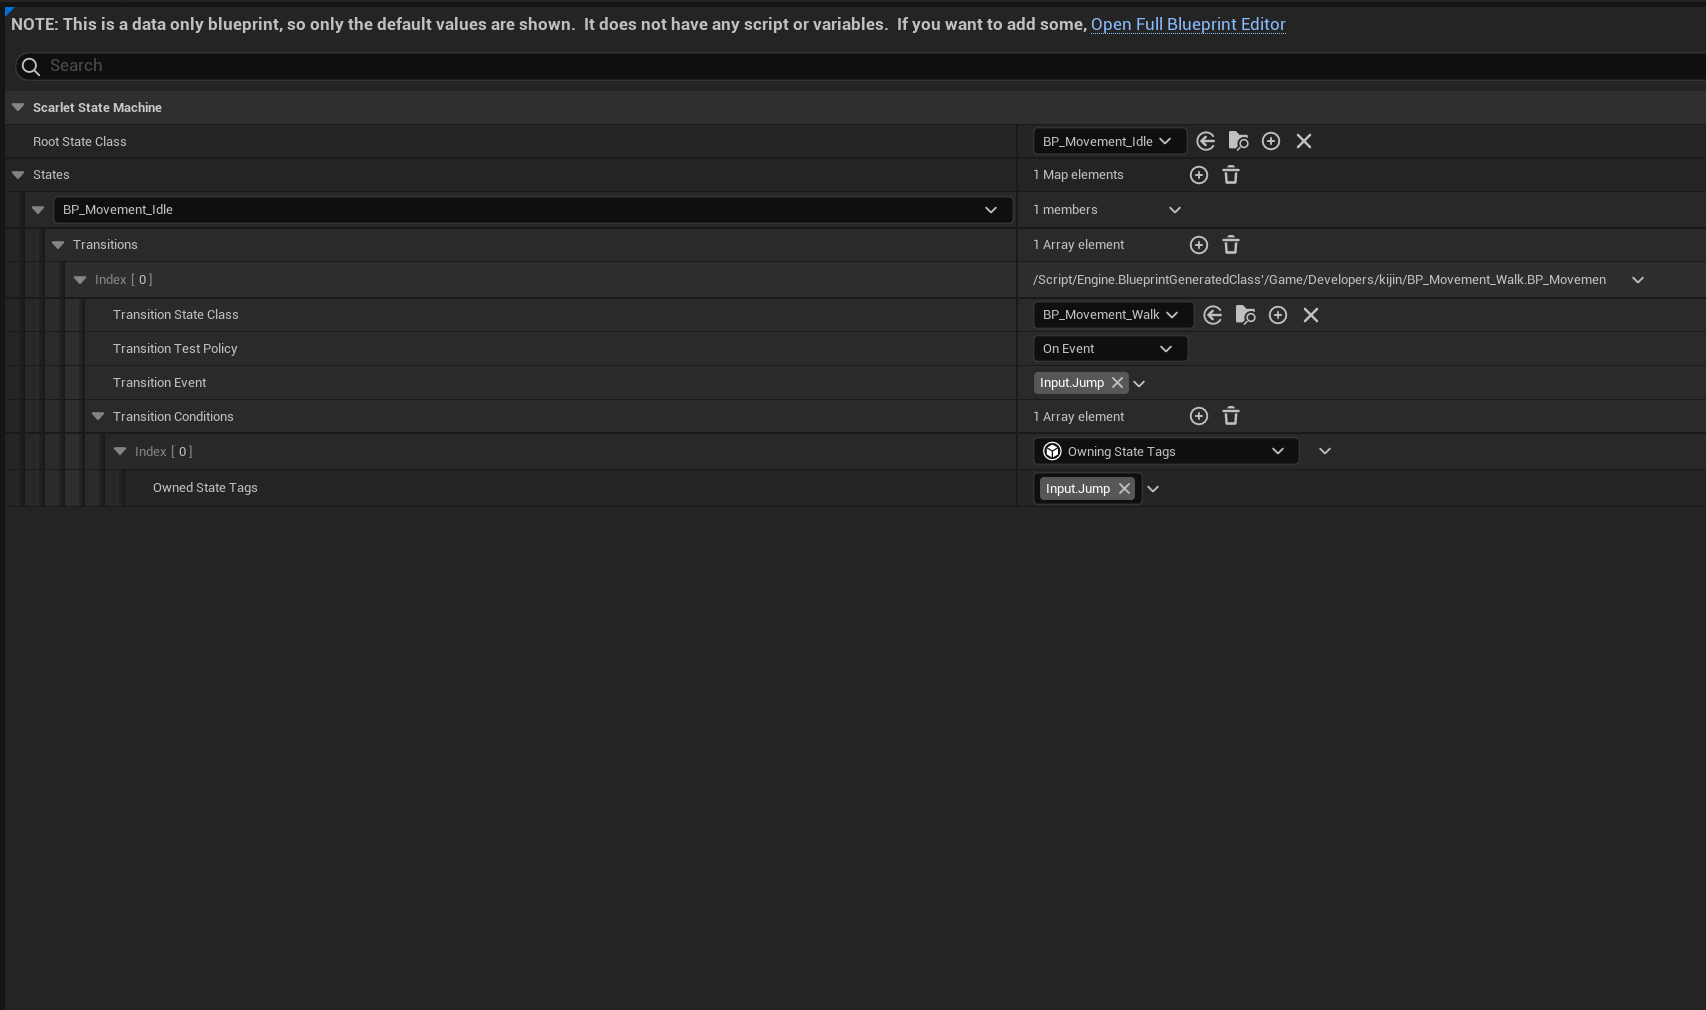 NOTE: This is a data only blueprint, so only the default values are shown.  It does not have any script or variables.  If you want to add some, Open Full Blueprint Editor
Search
Scarlet State Machine
Root State Class BP_Movement_Idle
States 1 Map elements
BP_Movement_Idle 1 members
Transitions 1 Array element
Index [ 0 ] /Script/Engine.BlueprintGeneratedClass'/Game/Developers/kijin/BP_Movement_Walk.BP_Movemen
Transition State Class BP_Movement_Walk
Transition Test Policy On Event
Transition Event Input.Jump
Transition Conditions 1 Array element
Index [ 0 ] Owning State Tags
Owned State Tags Input.Jump